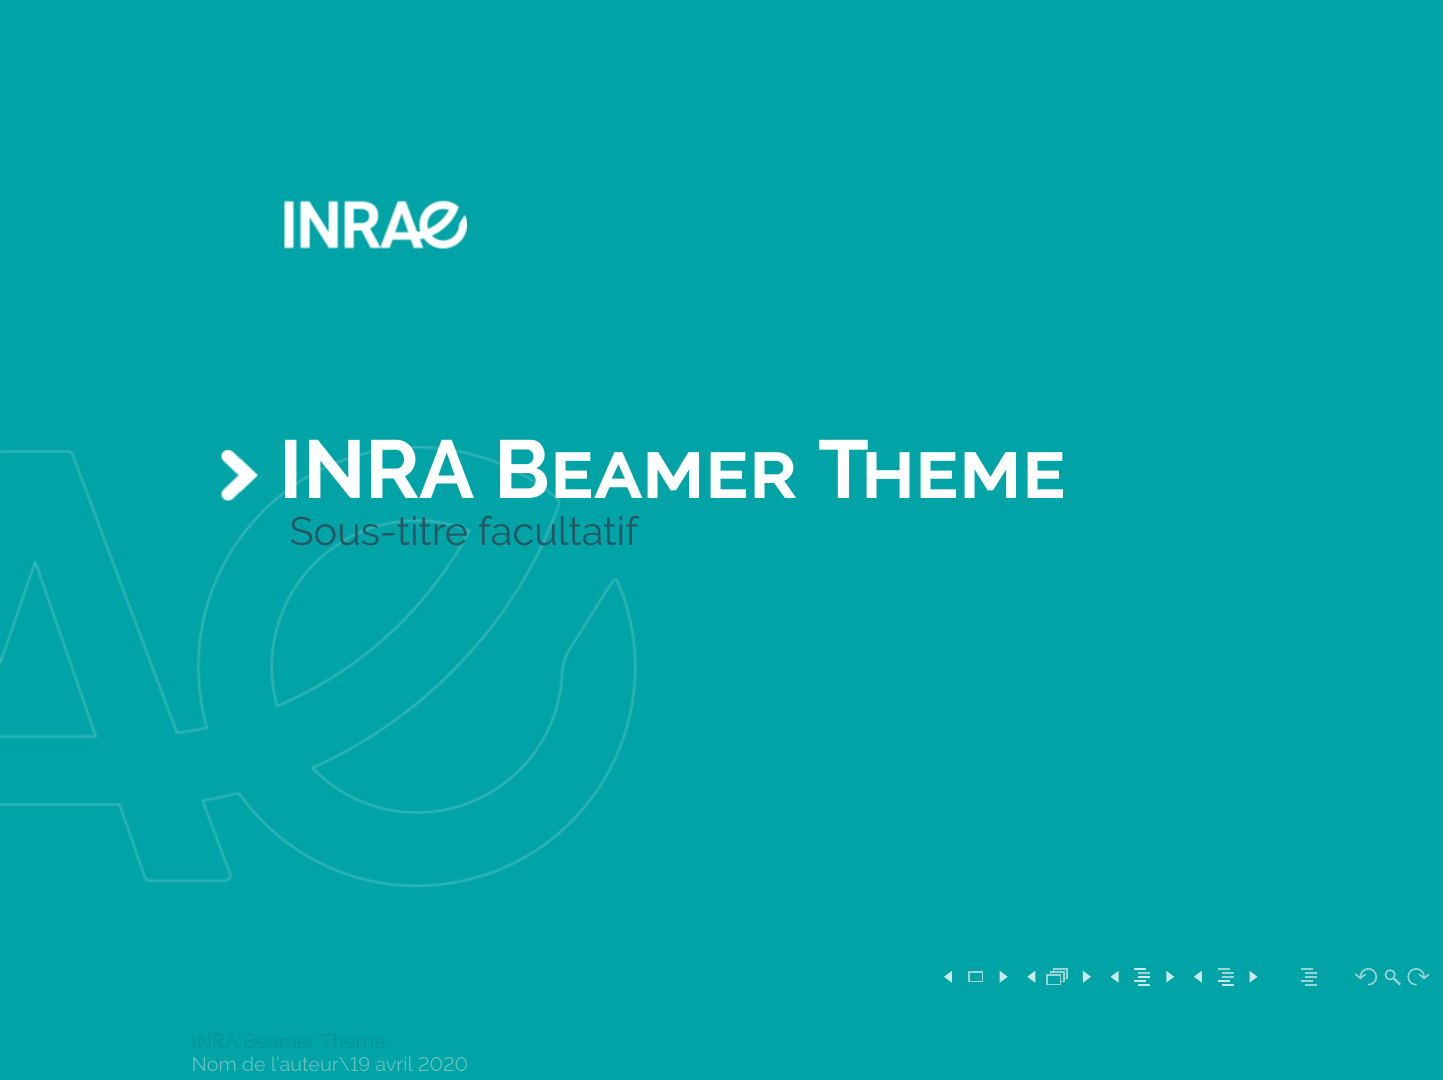 INRAE
INRA BEAMER THEME
Sous-titre facultatif
INRA Beamer Theme
Nom de l'auteur\19 avril 2020